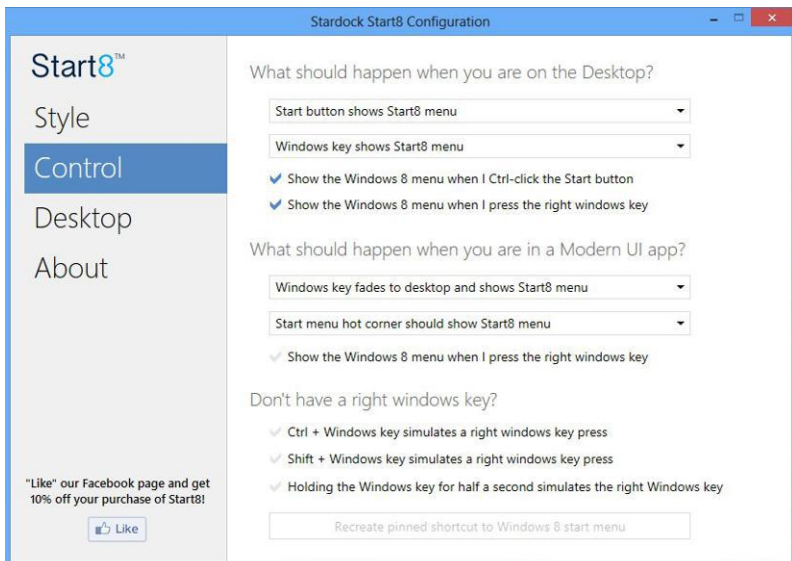 Stardock Start8 Configuration
Start8™
Style
Control
Desktop
About
"Like" our Facebook page and get
10% off your purchase of Start8!
Like
What should happen when you are on the Desktop?
Start button shows Start8 menu
Windows key shows Start8 menu
Show the Windows 8 menu when I Ctrl-click the Start button
Show the Windows 8 menu when I press the right windows key
What should happen when you are in a Modern UI app?
Windows key fades to desktop and shows Start8 menu
Start menu hot corner should show Start8 menu
Show the Windows 8 menu when I press the right windows key
Don't have a right windows key?
Ctrl + Windows key simulates a right windows key press
Shift + Windows key simulates a right windows key press
Holding the Windows key for half a second simulates the right Windows key
Recreate pinned shortcut to Windows 8 start menu